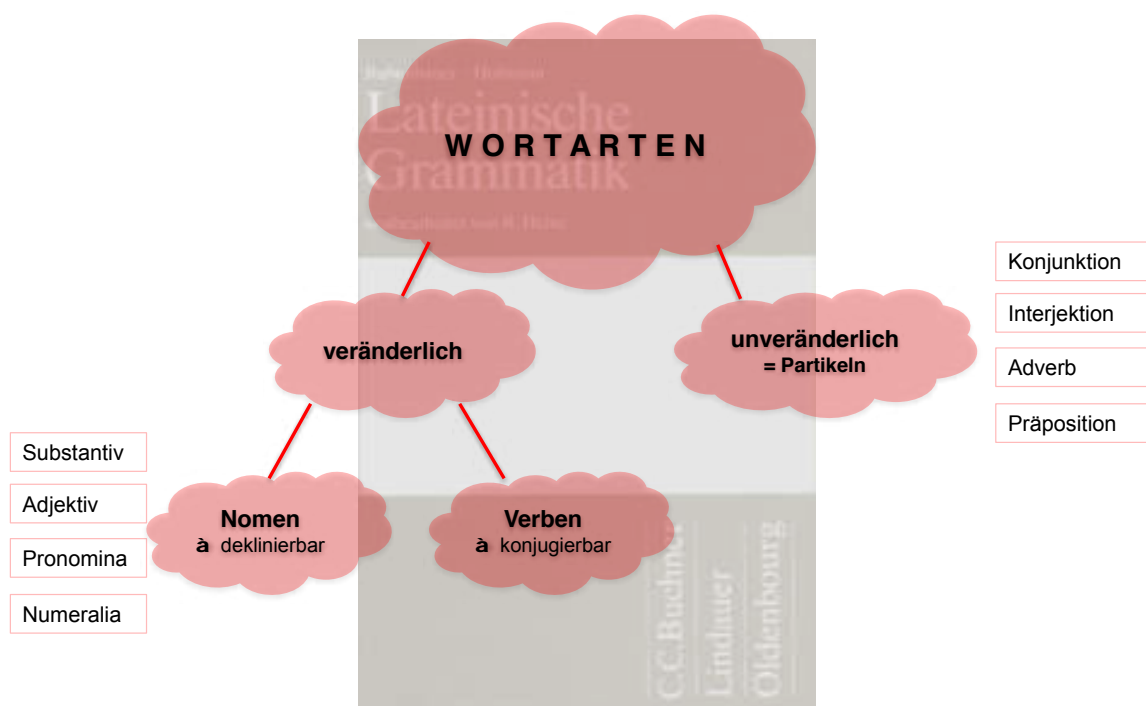 Lateinische
Grammatik
WORTARTEN
Konjunktion
Interjektion
Adverb
Präposition
veränderlich
unveränderlich
= Partikeln
Substantiv
Adjektiv
Pronomina
Numeralia
Nomen
à deklinierbar
Verben
à konjugierbar
C.C. Buchner
Lindauer
Oldenbourg